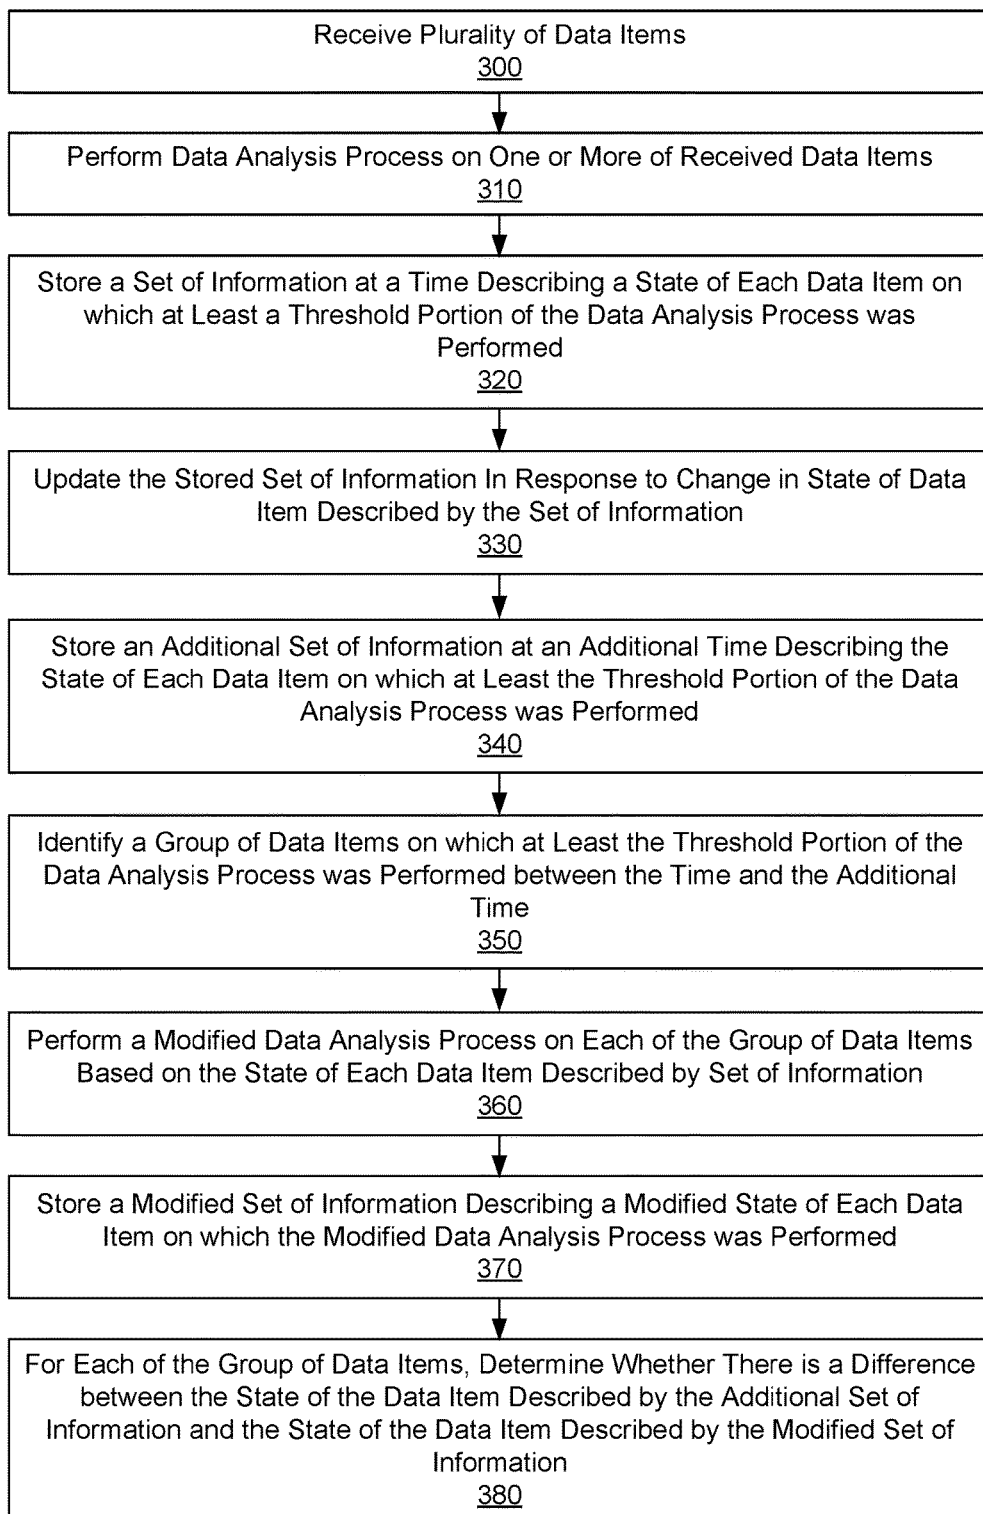 Receive Plurality of Data Items
300
Perform Data Analysis Process on One or More of Received Data Items
310
Store a Set of Information at a Time Describing a State of Each Data Item on
which at Least a Threshold Portion of the Data Analysis Process was
Performed
320
Update the Stored Set of Information In Response to Change in State of Data
Item Described by the Set of Information
330
Store an Additional Set of Information at an Additional Time Describing the
State of Each Data Item on which at Least the Threshold Portion of the Data
Analysis Process was Performed
340
Identify a Group of Data Items on which at Least the Threshold Portion of the
Data Analysis Process was Performed between the Time and the Additional
Time
350
Perform a Modified Data Analysis Process on Each of the Group of Data Items
Based on the State of Each Data Item Described by Set of Information
360
Store a Modified Set of Information Describing a Modified State of Each Data
Item on which the Modified Data Analysis Process was Performed
370
For Each of the Group of Data Items, Determine Whether There is a Difference
between the State of the Data Item Described by the Additional Set of
Information and the State of the Data Item Described by the Modified Set of
Information
380